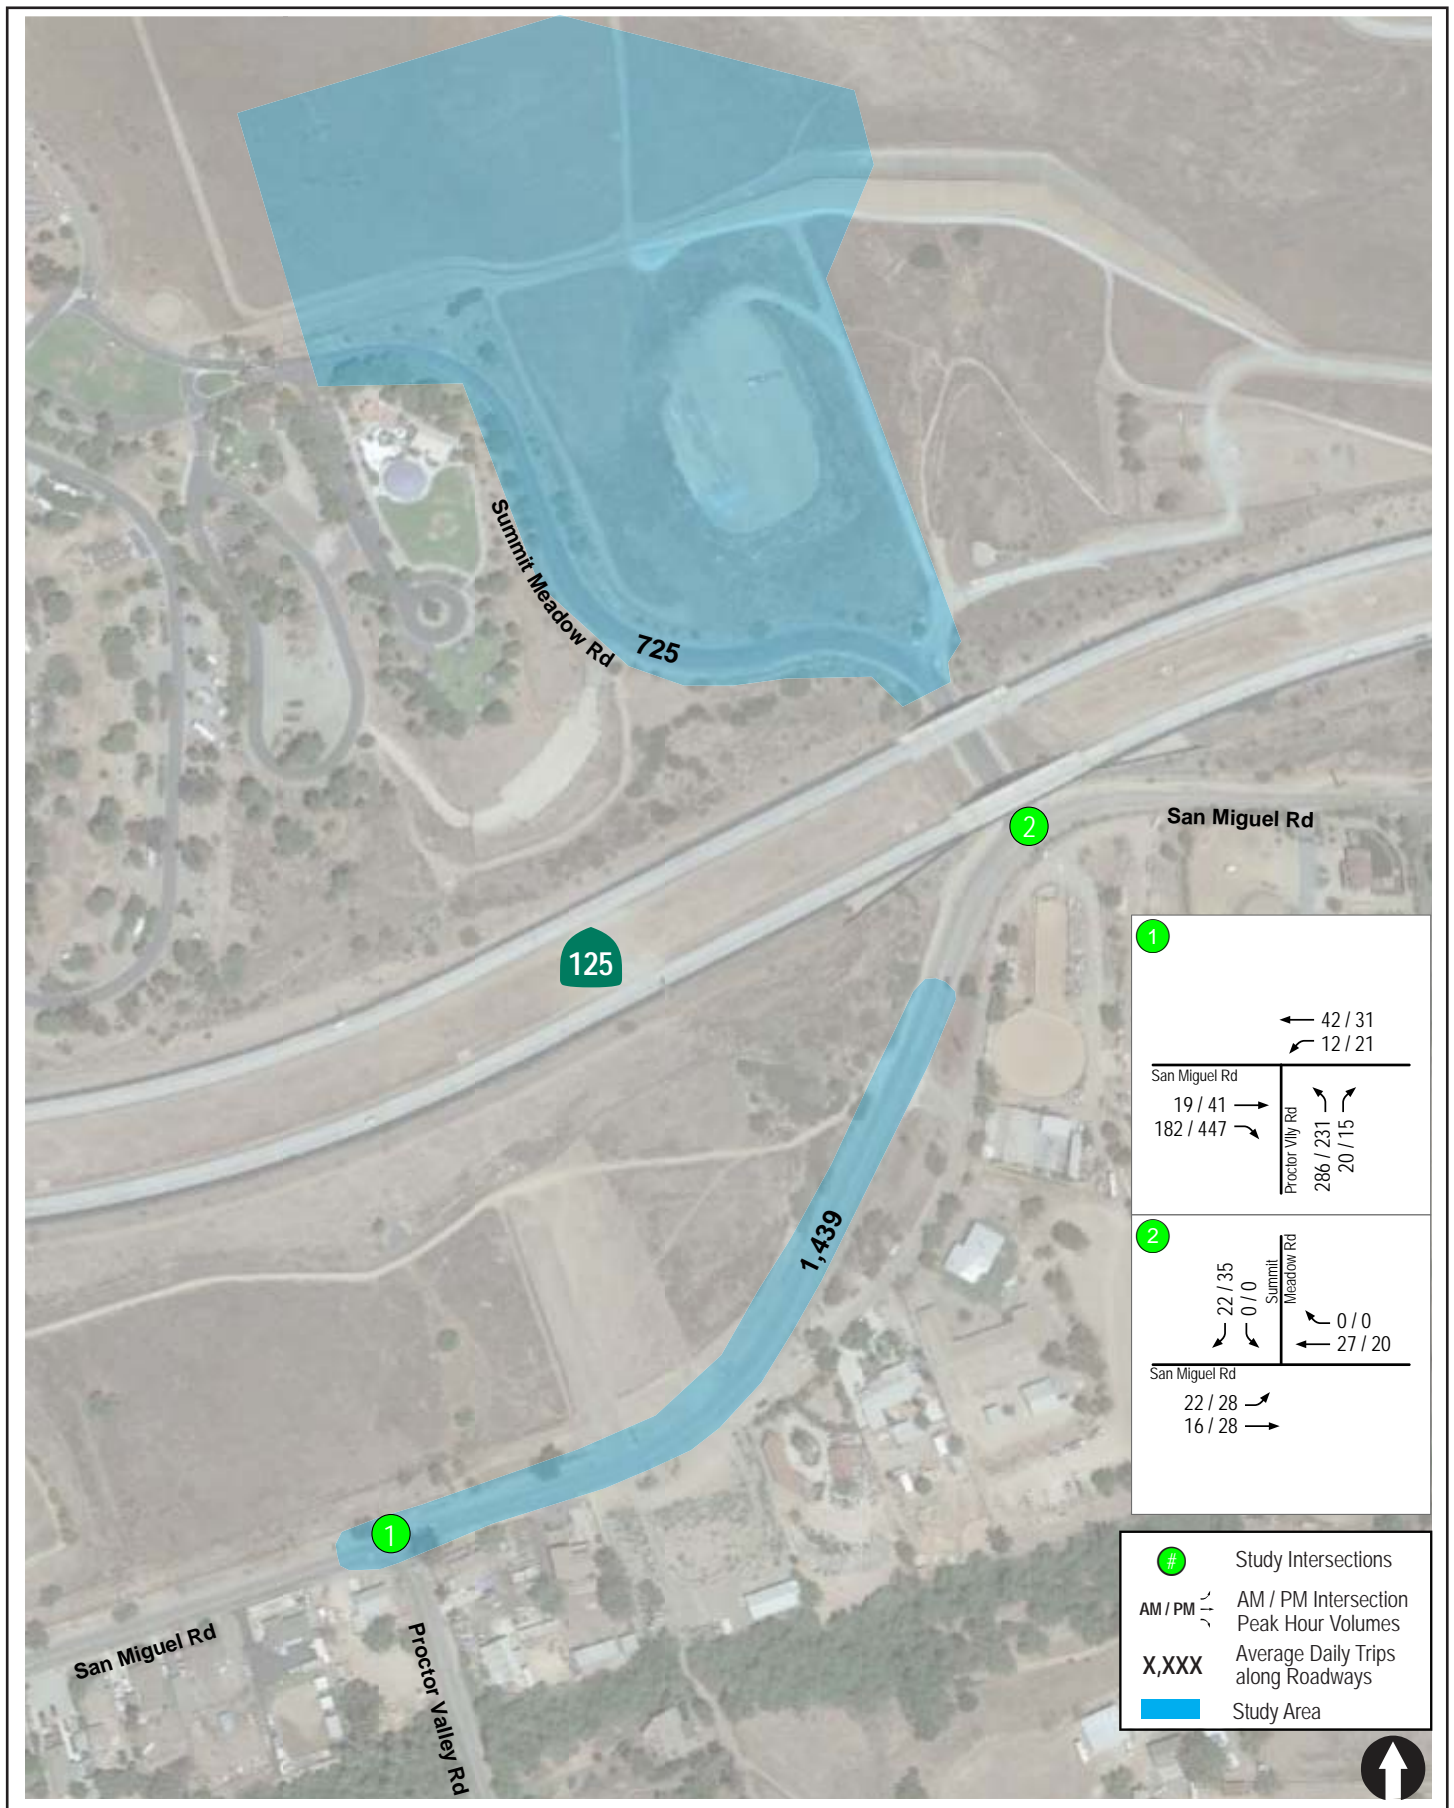 Summit Meadow Rd
725
San Miguel Rd
2
125
1,439
1
San Miguel Rd
Proctor Valley Rd
1
42 / 31
12 / 21
San Miguel Rd
19 / 41
182 / 447
Proctor Vlly Rd
286 / 231
20 / 15
2
22 / 35
0 / 0
Summit
Meadow Rd
0 / 0
27 / 20
San Miguel Rd
22 / 28
16 / 28
# Study Intersections
AM / PM AM / PM Intersection
Peak Hour Volumes
X,XXX Average Daily Trips
along Roadways
Study Area